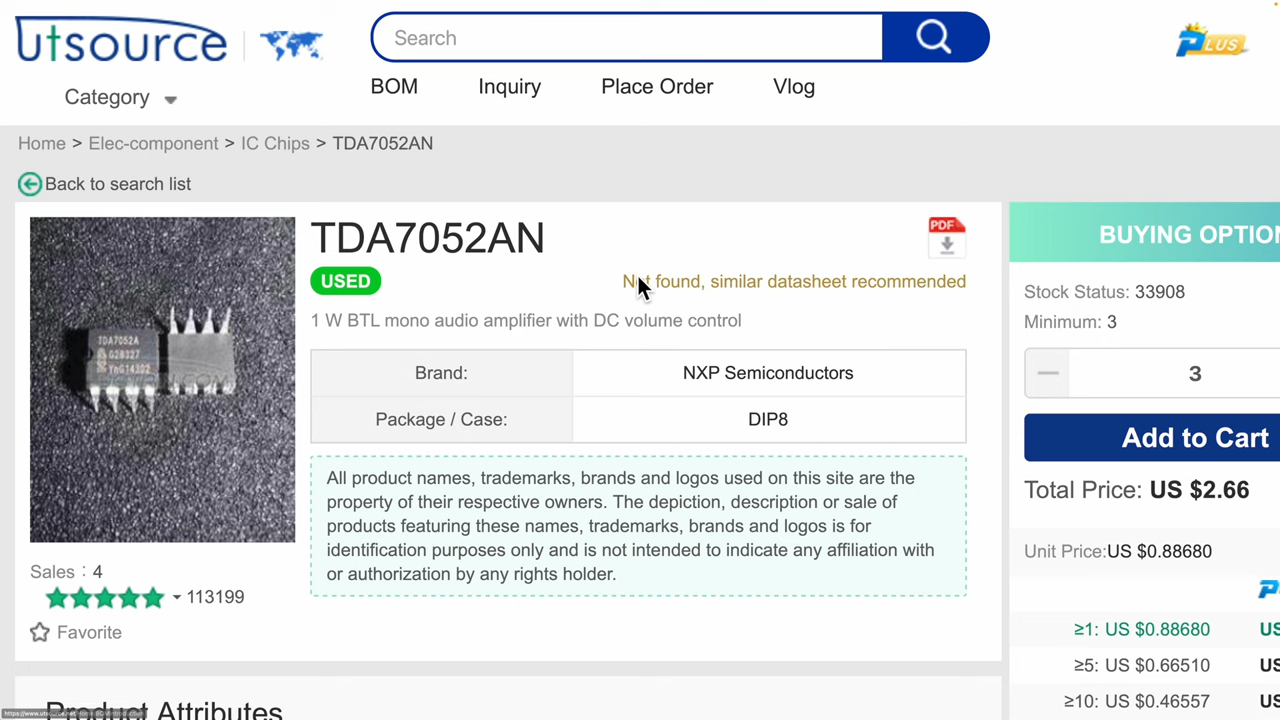 utsource
Search
PLUS
BOM
Inquiry
Place Order
Vlog
Category
Home > Elec-component > IC Chips > TDA7052AN
Back to search list
TDA7052AN
PDF
USED
Not found, similar datasheet recommended
1 W BTL mono audio amplifier with DC volume control
Brand: NXP Semiconductors
Package / Case: DIP8
All product names, trademarks, brands and logos used on this site are the
property of their respective owners. The depiction, description or sale of
products featuring these names, trademarks, brands and logos is for
identification purposes only and is not intended to indicate any affiliation with
or authorization by any rights holder.
TDA7052A
Sales : 4
113199
Favorite
BUYING OPTION
Stock Status: 33908
Minimum: 3
3
Add to Cart
Total Price: US $2.66
Unit Price:US $0.88680
≥1: US $0.88680 US
≥5: US $0.66510 US
≥10: US $0.46557 US
Product Attributes